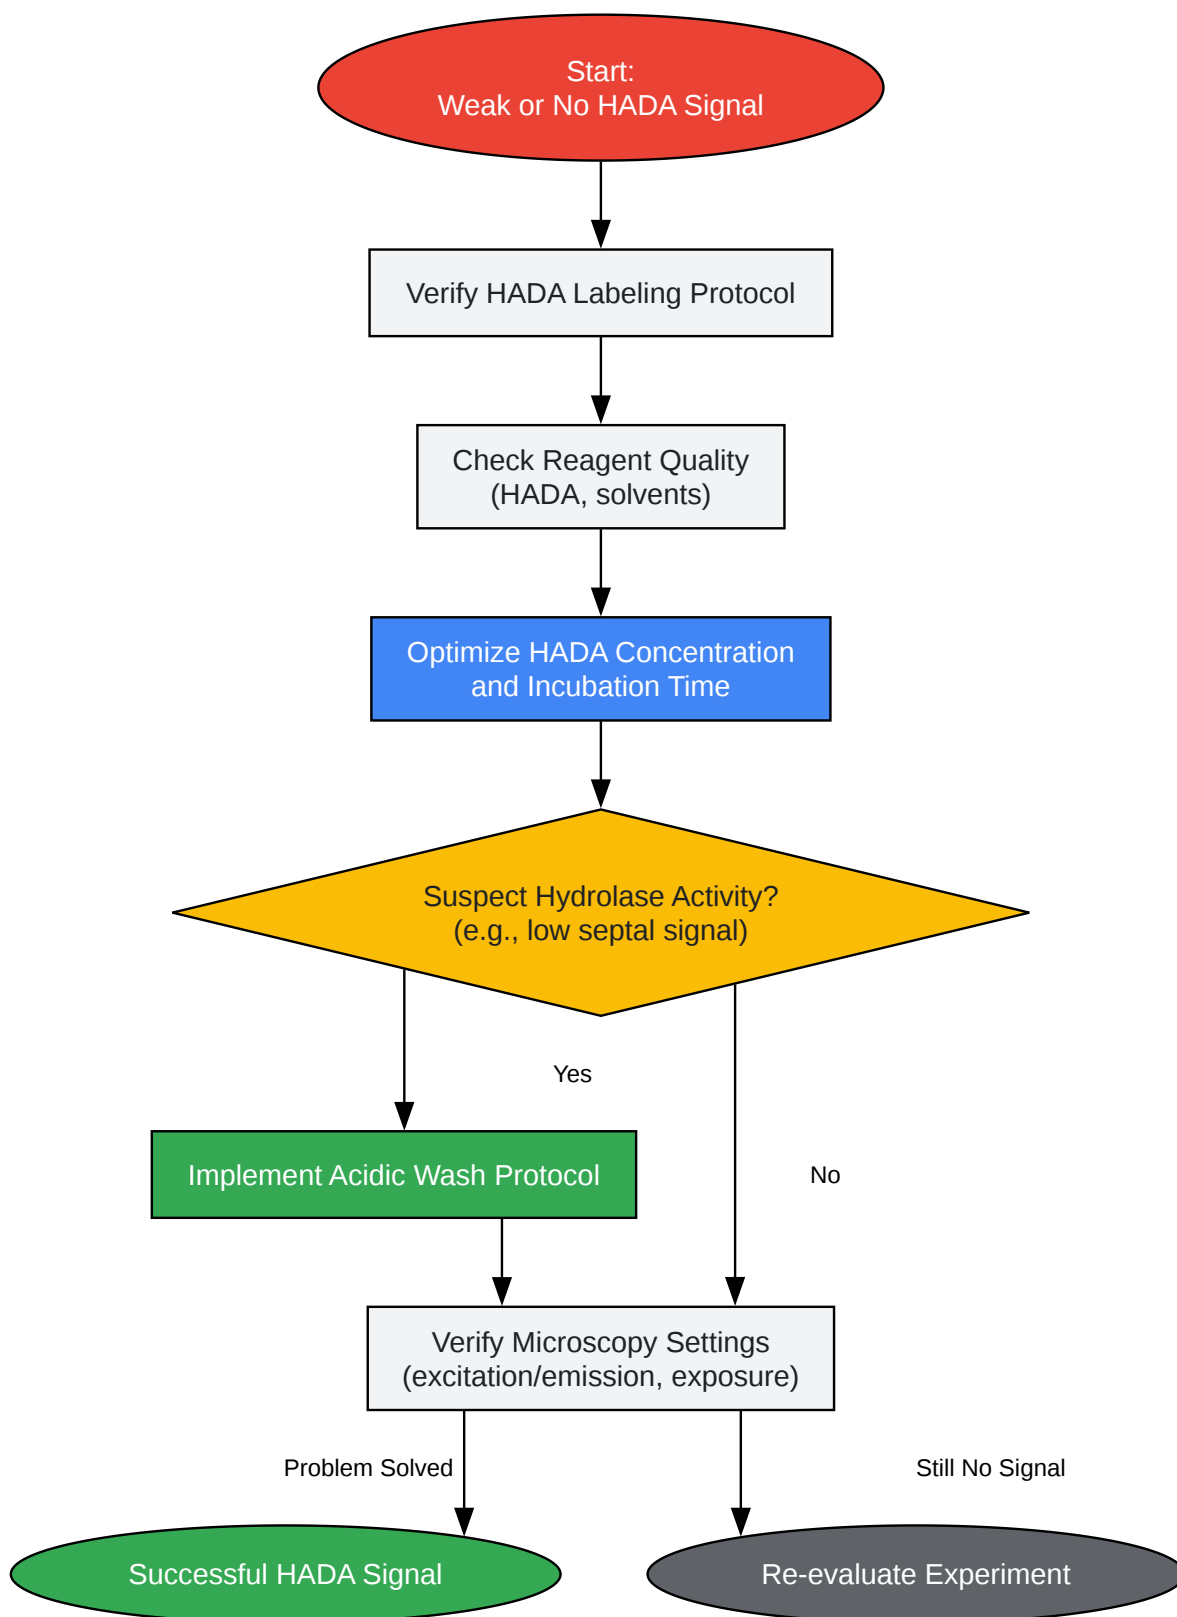 Start:
Weak or No HADA Signal
Verify HADA Labeling Protocol
Check Reagent Quality
(HADA, solvents)
Optimize HADA Concentration
and Incubation Time
Suspect Hydrolase Activity?
(e.g., low septal signal)
Yes
Implement Acidic Wash Protocol
No
Verify Microscopy Settings
(excitation/emission, exposure)
Problem Solved
Still No Signal
Successful HADA Signal
Re-evaluate Experiment